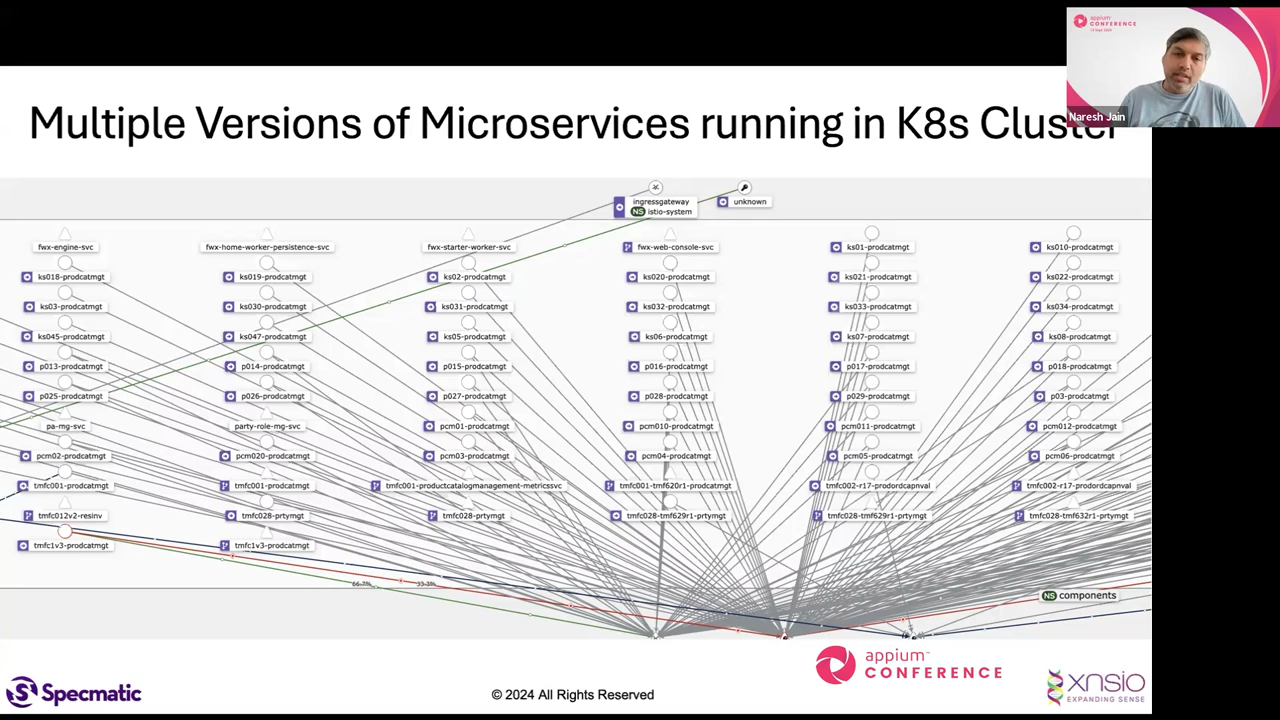 appium
CONFERENCE
Naresh Jain
Multiple Versions of Microservices running in K8s Cluster
ingressgateway
NS istio-system
unknown
fwx-engine-svc
fwx-home-worker-persistence-svc
fwx-starter-worker-svc
fwx-web-console-svc
ks01-prodcatmgt
ks010-prodcatmgt
ks018-prodcatmgt
ks019-prodcatmgt
ks02-prodcatmgt
ks020-prodcatmgt
ks021-prodcatmgt
ks022-prodcatmgt
ks03-prodcatmgt
ks030-prodcatmgt
ks031-prodcatmgt
ks032-prodcatmgt
ks033-prodcatmgt
ks034-prodcatmgt
ks045-prodcatmgt
ks047-prodcatmgt
ks05-prodcatmgt
ks06-prodcatmgt
ks07-prodcatmgt
ks08-prodcatmgt
p013-prodcatmgt
p014-prodcatmgt
p015-prodcatmgt
p016-prodcatmgt
p017-prodcatmgt
p018-prodcatmgt
p025-prodcatmgt
p026-prodcatmgt
p027-prodcatmgt
p028-prodcatmgt
p029-prodcatmgt
p03-prodcatmgt
pa-mg-svc
party-role-mg-svc
pcm01-prodcatmgt
pcm010-prodcatmgt
pcm011-prodcatmgt
pcm012-prodcatmgt
pcm02-prodcatmgt
pcm020-prodcatmgt
pcm03-prodcatmgt
pcm04-prodcatmgt
pcm05-prodcatmgt
pcm06-prodcatmgt
tmfc001-prodcatmgt
tmfc001-prodcatmgt
tmfc001-productcatalogmanagement-metricssvc
tmfc001-tmf620r1-prodcatmgt
tmfc002-r17-prodordcapnval
tmfc002-r17-prodordcapnval
tmfc012v2-resinv
tmfc028-prtymgt
tmfc028-prtymgt
tmfc028-tmf629r1-prtymgt
tmfc028-tmf629r1-prtymgt
tmfc028-tmf632r1-prtymgt
tmfc1v3-prodcatmgt
tmfc1v3-prodcatmgt
66.7%
33.3%
NS components
Specmatic
© 2024 All Rights Reserved
appium™
CONFERENCE
xnsio
EXPANDING SENSE